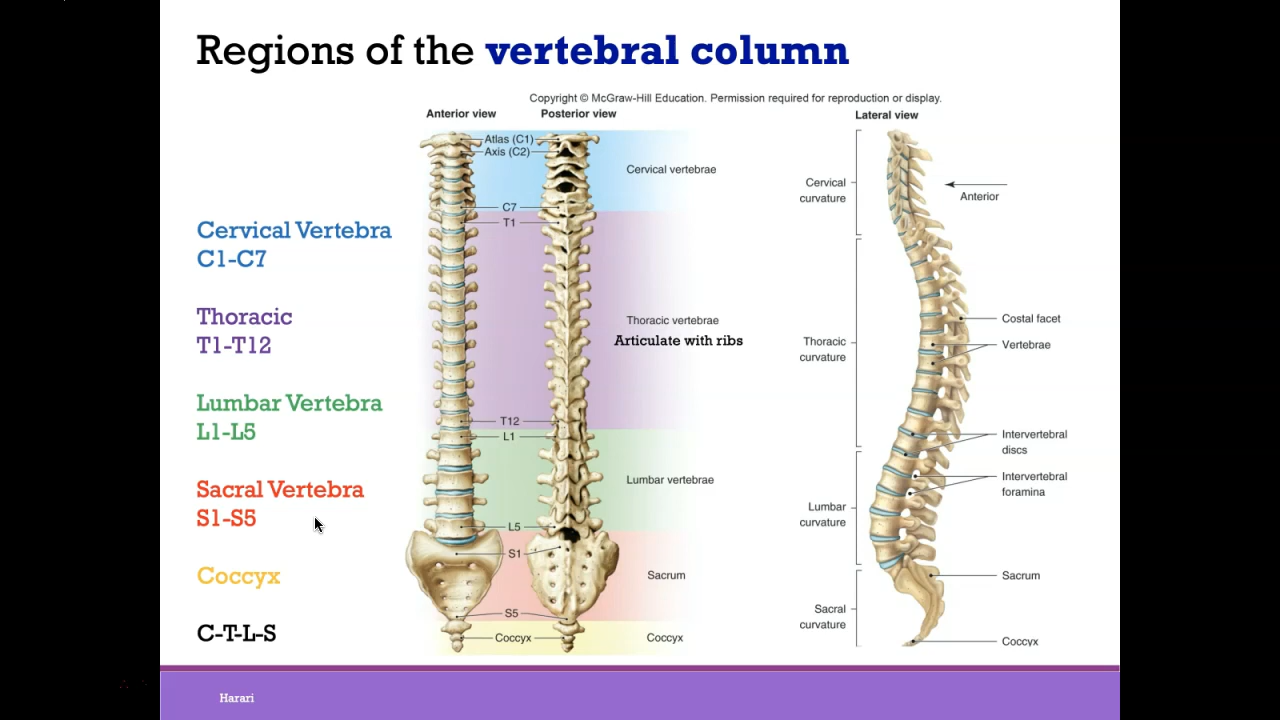 Regions of the vertebral column
Copyright © McGraw-Hill Education. Permission required for reproduction or display.
Anterior view
Posterior view
Lateral view
Cervical Vertebra
C1-C7
Thoracic
T1-T12
Lumbar Vertebra
L1-L5
Sacral Vertebra
S1-S5
Coccyx
C-T-L-S
Atlas (C1)
Axis (C2)
C7
T1
T12
L1
L5
S1
S5
Coccyx
Cervical vertebrae
Thoracic vertebrae
Articulate with ribs
Lumbar vertebrae
Sacrum
Coccyx
Cervical
curvature
Thoracic
curvature
Lumbar
curvature
Sacral
curvature
Anterior
Costal facet
Vertebrae
Intervertebral
discs
Intervertebral
foramina
Sacrum
Coccyx
Harari